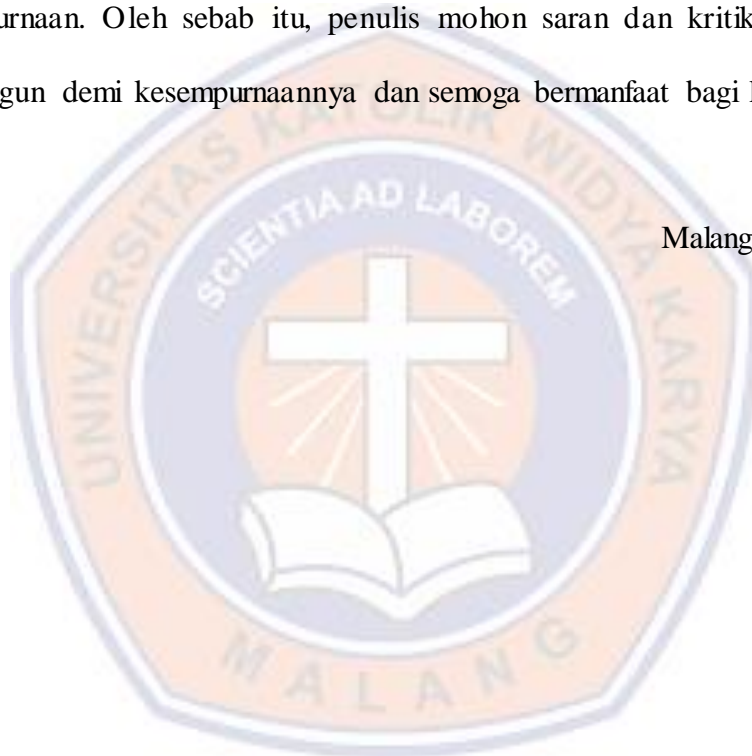 urnaan. Oleh sebab itu, penulis mohon saran dan kritik
gun demi kesempurnaannya dan semoga bermanfaat bagi
Malang
UNIVERSITAS KATOLIK WIDYA KARYA
SCIENTIA AD LABOREM
MALANG